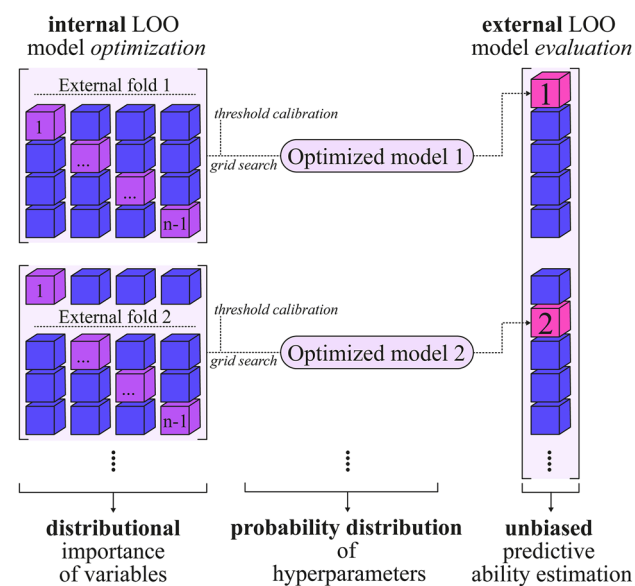 internal LOO
model optimization
external LOO
model evaluation
External fold 1
1
...
...
n-1
threshold calibration
grid search
Optimized model 1
1
1
External fold 2
...
...
n-1
threshold calibration
grid search
Optimized model 2
2
distributional
importance
of variables
probability distribution
of
hyperparameters
unbiased
predictive
ability estimation